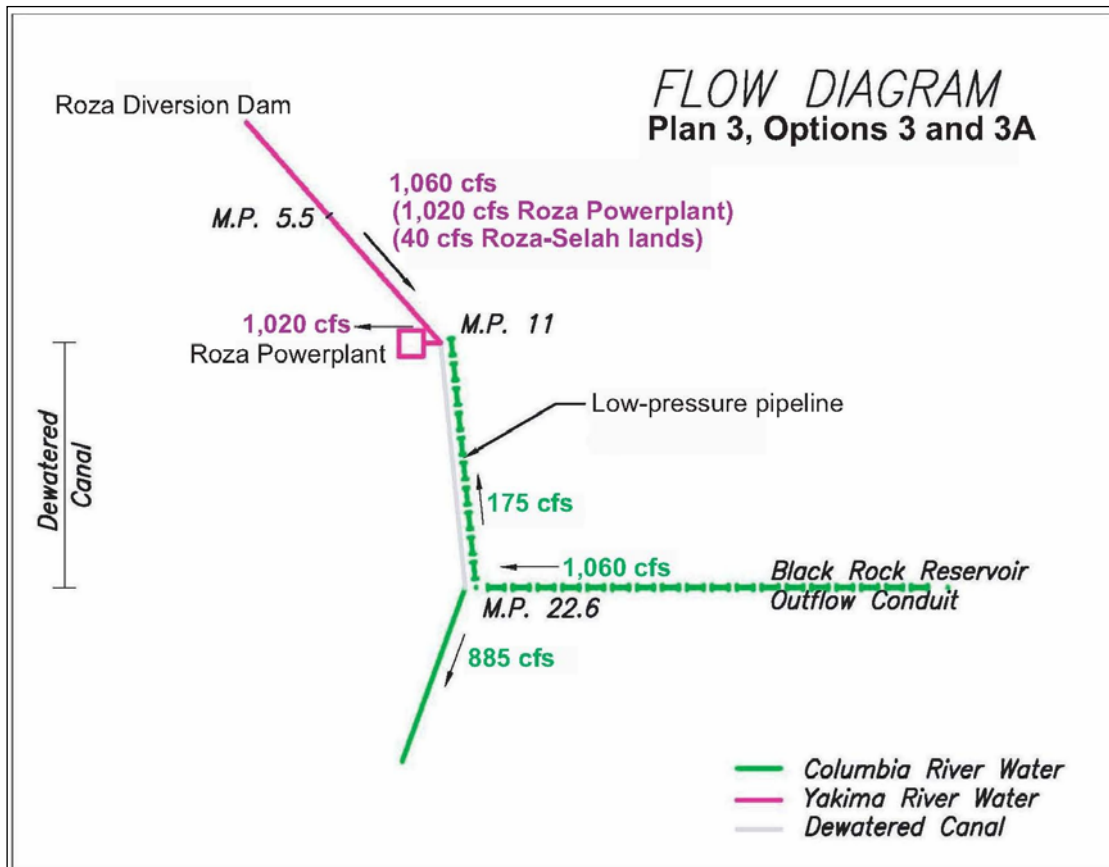 FLOW DIAGRAM
Plan 3, Options 3 and 3A
Roza Diversion Dam
1,060 cfs
(1,020 cfs Roza Powerplant)
(40 cfs Roza-Selah lands)
M.P. 5.5
1,020 cfs
Roza Powerplant
M.P. 11
Low-pressure pipeline
Dewatered
Canal
175 cfs
1,060 cfs
Black Rock Reservoir
Outflow Conduit
M.P. 22.6
885 cfs
Columbia River Water
Yakima River Water
Dewatered Canal